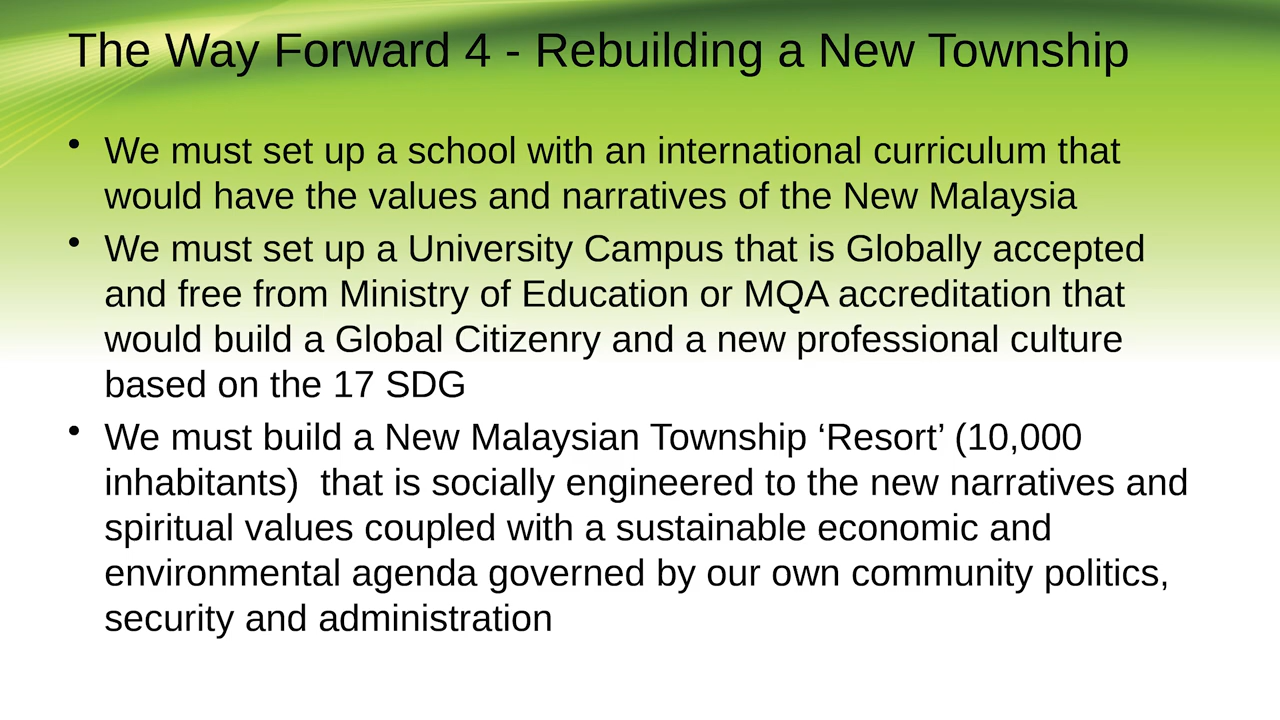 The Way Forward 4 - Rebuilding a New Township
• We must set up a school with an international curriculum that
would have the values and narratives of the New Malaysia
• We must set up a University Campus that is Globally accepted
and free from Ministry of Education or MQA accreditation that
would build a Global Citizenry and a new professional culture
based on the 17 SDG
• We must build a New Malaysian Township ‘Resort’ (10,000
inhabitants)  that is socially engineered to the new narratives and
spiritual values coupled with a sustainable economic and
environmental agenda governed by our own community politics,
security and administration